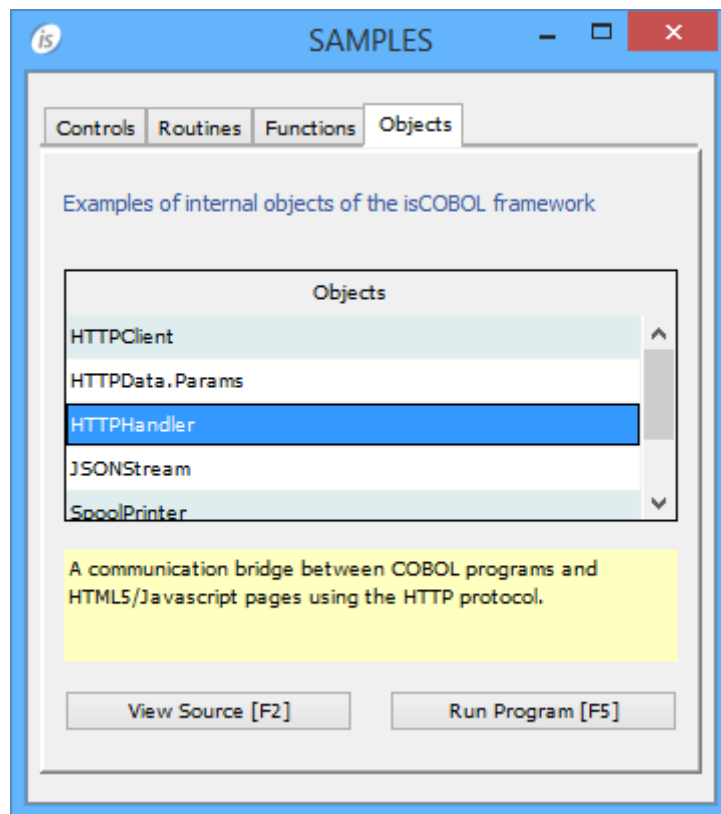 is
SAMPLES
Controls Routines Functions Objects
Examples of internal objects of the isCOBOL framework
Objects
HTTPClient
HTTPData.Params
HTTPHandler
JSONStream
SpoolPrinter
A communication bridge between COBOL programs and
HTML5/Javascript pages using the HTTP protocol.
View Source [F2] Run Program [F5]